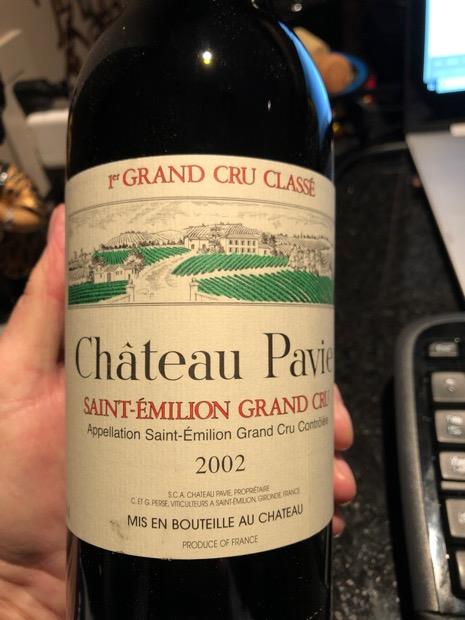 1er GRAND CRU CLASSÉ
Château Pavie
SAINT-ÉMILION GRAND CRU
Appellation Saint-Émilion Grand Cru Contrôlée
2002
S.C.A. CHATEAU PAVIE, PROPRIÉTAIRE
C. ET G. PERSE, VITICULTEURS A SAINT-ÉMILION, GIRONDE, FRANCE
MIS EN BOUTEILLE AU CHATEAU
PRODUCE OF FRANCE